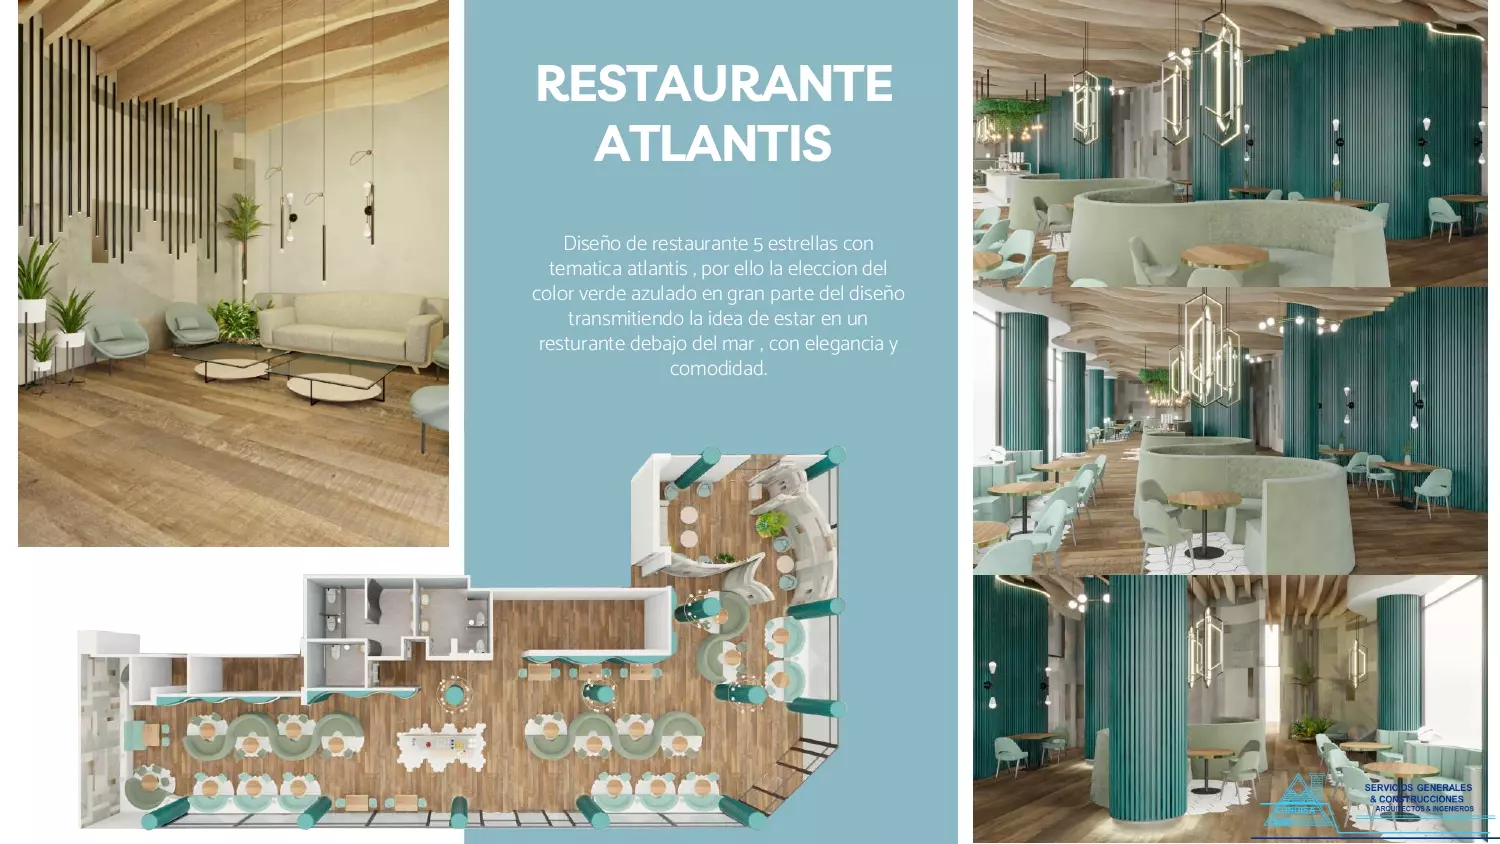 RESTAURANTE
ATLANTIS
Diseño de restaurante 5 estrellas con
tematica atlantis , por ello la eleccion del
color verde azulado en gran parte del diseño
transmitiendo la idea de estar en un
resturante debajo del mar , con elegancia y
comodidad.
SERVICIOS GENERALES
& CONSTRUCCIONES
ARQUITECTOS & INGENIEROS